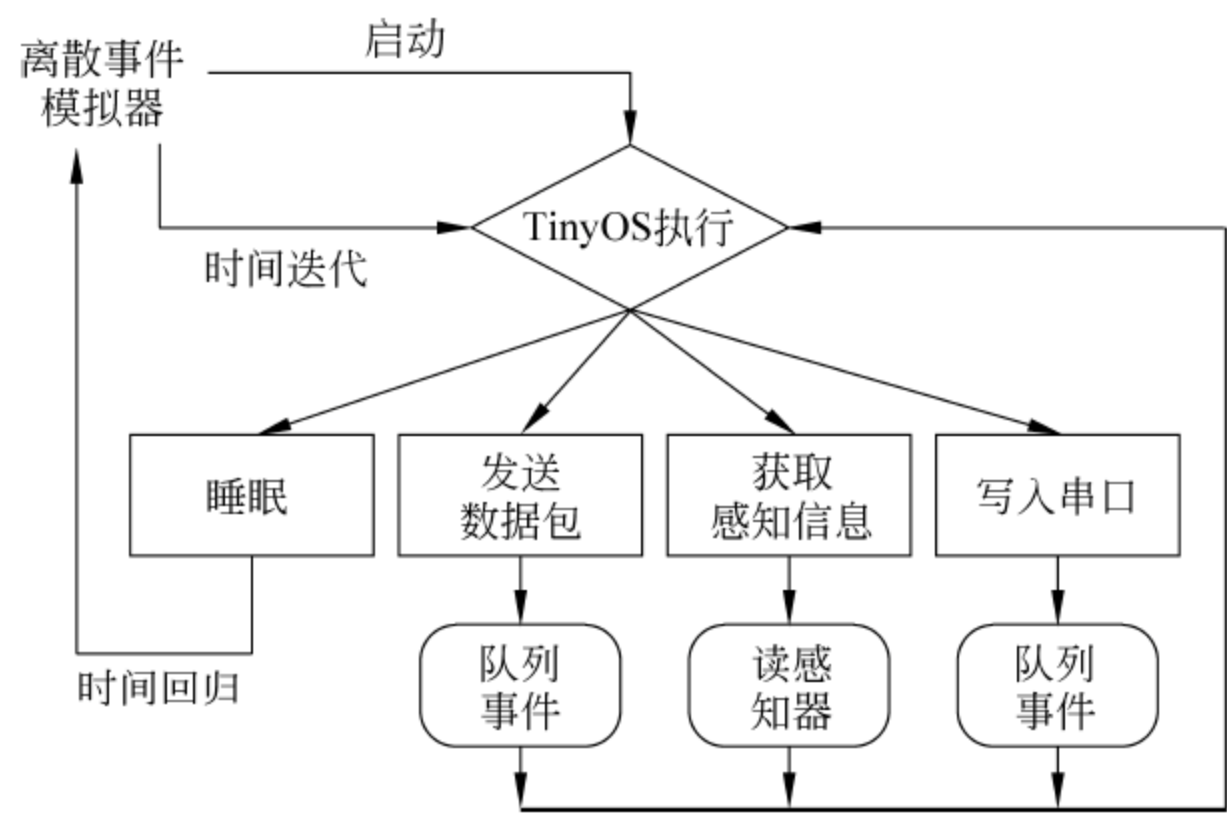 启动
离散事件
模拟器
TinyOS执行
时间迭代
睡眠
发送
数据包
获取
感知信息
写入串口
队列
事件
读感
知器
队列
事件
时间回归